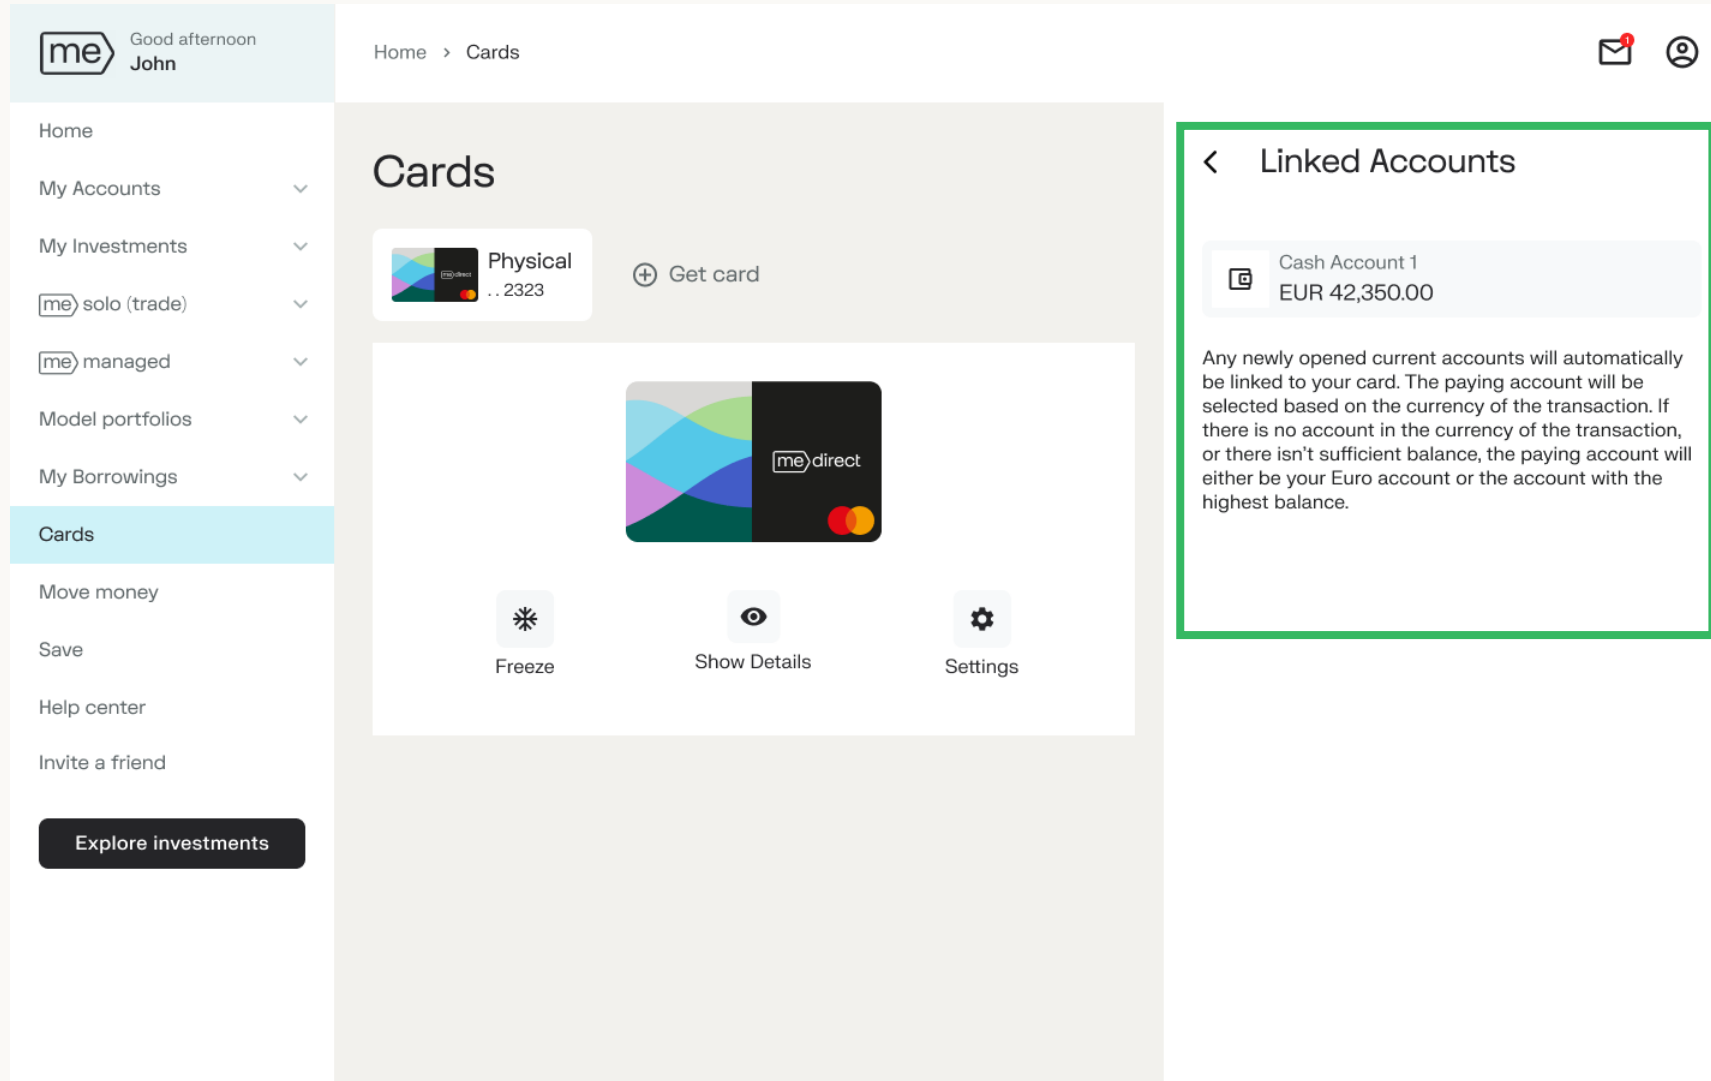 me
Good afternoon
John
Home > Cards
1
Home
My Accounts
My Investments
me solo (trade)
me managed
Model portfolios
My Borrowings
Cards
Move money
Save
Help center
Invite a friend
Explore investments
Cards
me direct
Physical
. . 2323
Get card
me direct
Freeze
Show Details
Settings
Linked Accounts
Cash Account 1
EUR 42,350.00
Any newly opened current accounts will automatically
be linked to your card. The paying account will be
selected based on the currency of the transaction. If
there is no account in the currency of the transaction,
or there isn't sufficient balance, the paying account will
either be your Euro account or the account with the
highest balance.